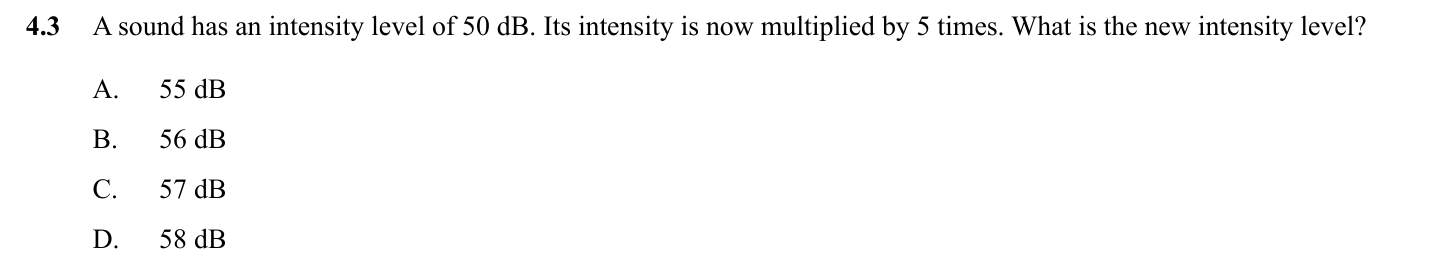 4.3 A sound has an intensity level of 50 dB. Its intensity is now multiplied by 5 times. What is the new intensity level?
A. 55 dB
B. 56 dB
C. 57 dB
D. 58 dB